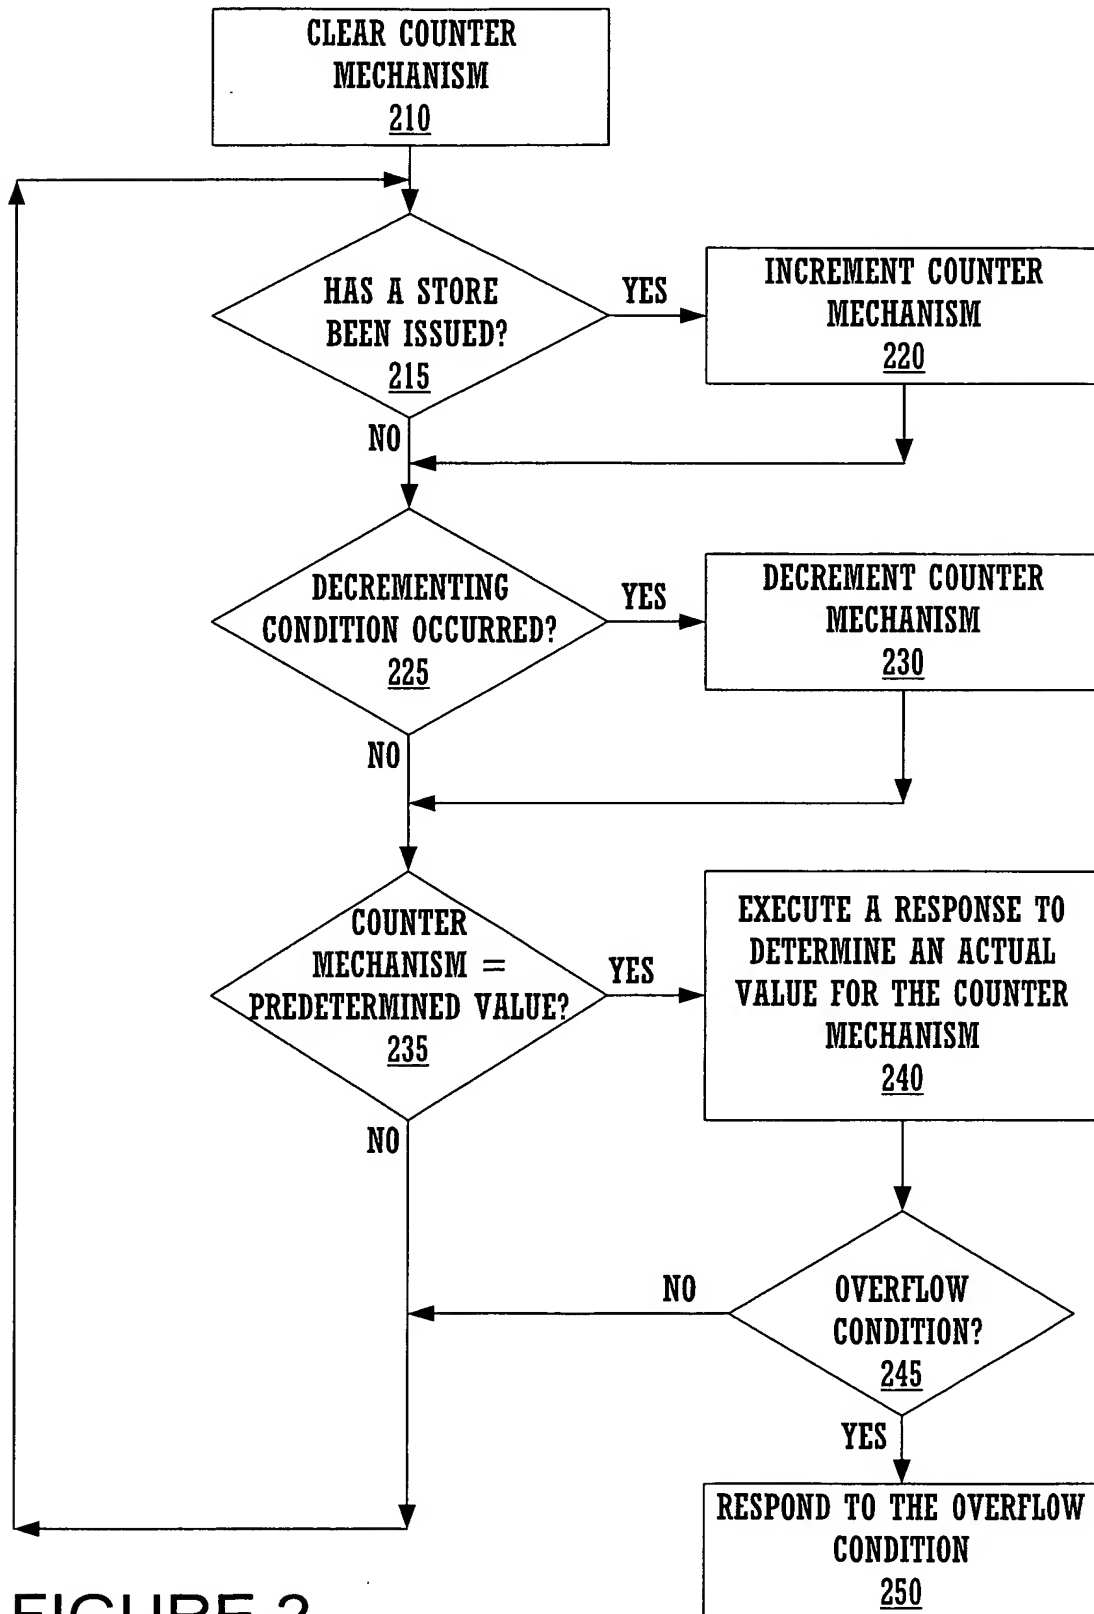 CLEAR COUNTER
MECHANISM
210
HAS A STORE
BEEN ISSUED?
215
YES
INCREMENT COUNTER
MECHANISM
220
NO
DECREMENTING
CONDITION OCCURRED?
225
YES
DECREMENT COUNTER
MECHANISM
230
NO
COUNTER
MECHANISM =
PREDETERMINED VALUE?
235
YES
EXECUTE A RESPONSE TO
DETERMINE AN ACTUAL
VALUE FOR THE COUNTER
MECHANISM
240
NO
NO
OVERFLOW
CONDITION?
245
YES
RESPOND TO THE OVERFLOW
CONDITION
250
FIGURE 2